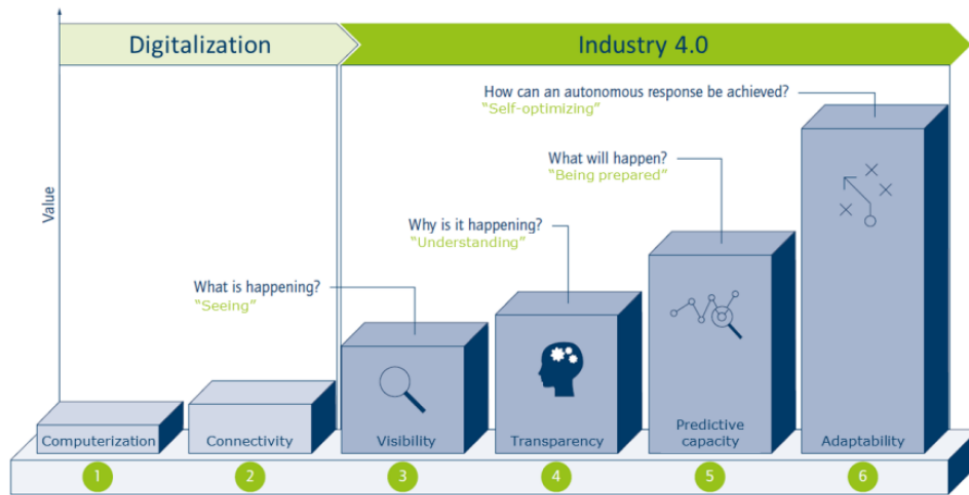 Digitalization
Industry 4.0
How can an autonomous response be achieved?
“Self-optimizing”
What will happen?
“Being prepared”
Value
Why is it happening?
“Understanding”
What is happening?
“Seeing”
Computerization
Connectivity
Visibility
Transparency
Predictive
capacity
Adaptability
1
2
3
4
5
6